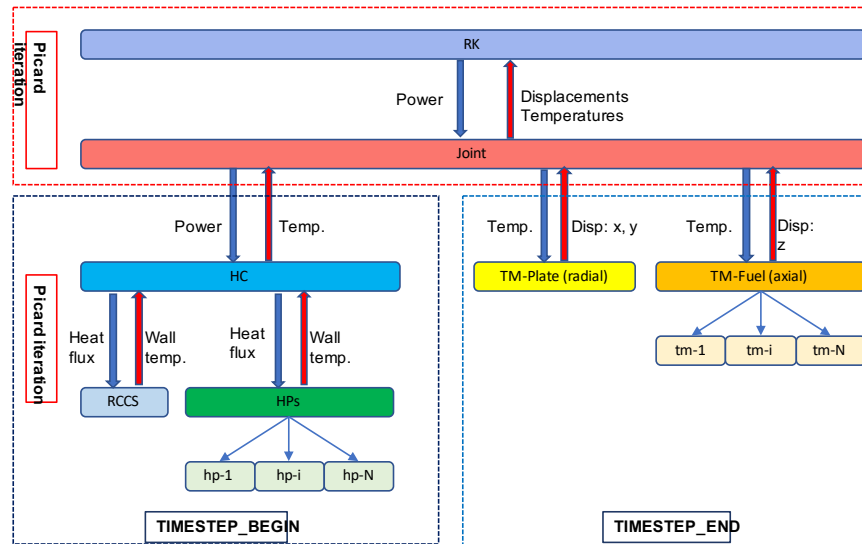 Picard
iteration
RK
Power
Displacements
Temperatures
Joint
Power
Temp.
Temp.
Disp: x, y
Temp.
Disp:
z
HC
TM-Plate (radial)
TM-Fuel (axial)
Picard iteration
Heat
flux
Wall
temp.
Heat
flux
Wall
temp.
tm-1
tm-i
tm-N
RCCS
HPs
hp-1
hp-i
hp-N
TIMESTEP_BEGIN
TIMESTEP_END